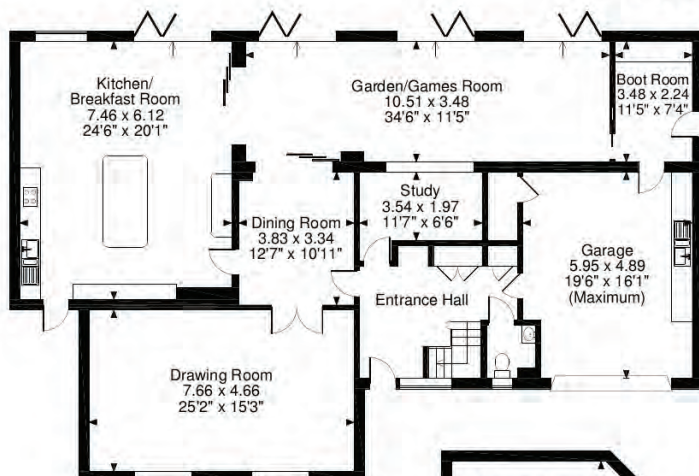 Kitchen/
Breakfast Room
7.46 x 6.12
24'6" x 20'1"
Garden/Games Room
10.51 x 3.48
34'6" x 11'5"
Boot Room
3.48 x 2.24
11'5" x 7'4"
Study
3.54 x 1.97
11'7" x 6'6"
Dining Room
3.83 x 3.34
12'7" x 10'11"
Garage
5.95 x 4.89
19'6" x 16'1"
(Maximum)
Entrance Hall
Drawing Room
7.66 x 4.66
25'2" x 15'3"